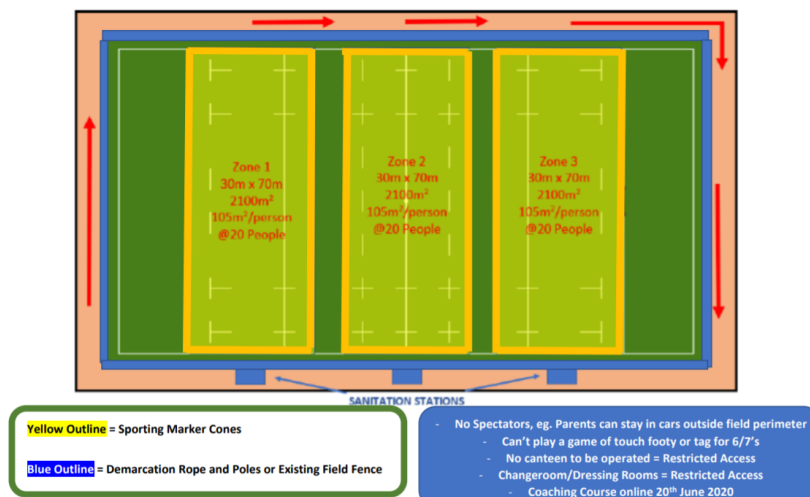 Zone 1
30m x 70m
2100m²
105m²/person
@20 People
Zone 2
30m x 70m
2100m²
105m²/person
@20 People
Zone 3
30m x 70m
2100m²
105m²/person
@20 People
SANITATION STATIONS
Yellow Outline = Sporting Marker Cones
Blue Outline = Demarcation Rope and Poles or Existing Field Fence
- No Spectators, eg. Parents can stay in cars outside field perimeter
- Can’t play a game of touch footy or tag for 6/7’s
- No canteen to be operated = Restricted Access
- Changeroom/Dressing Rooms = Restricted Access
- Coaching Course online 20th June 2020